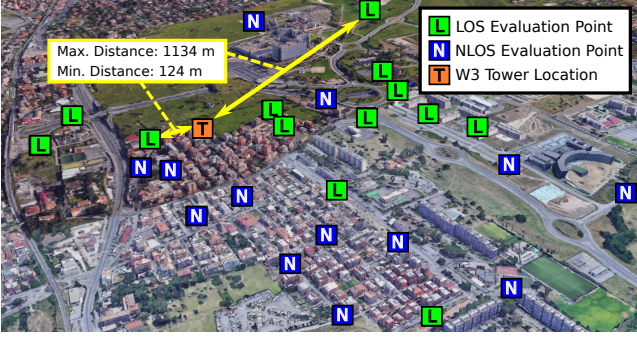 L
N
L LOS Evaluation Point
N NLOS Evaluation Point
T W3 Tower Location
Max. Distance: 1134 m
Min. Distance: 124 m
L
L
N
L
L
L
L
L
T
L
L
L
N
N
N
L
N
N
N
N
N
N
N
N
L